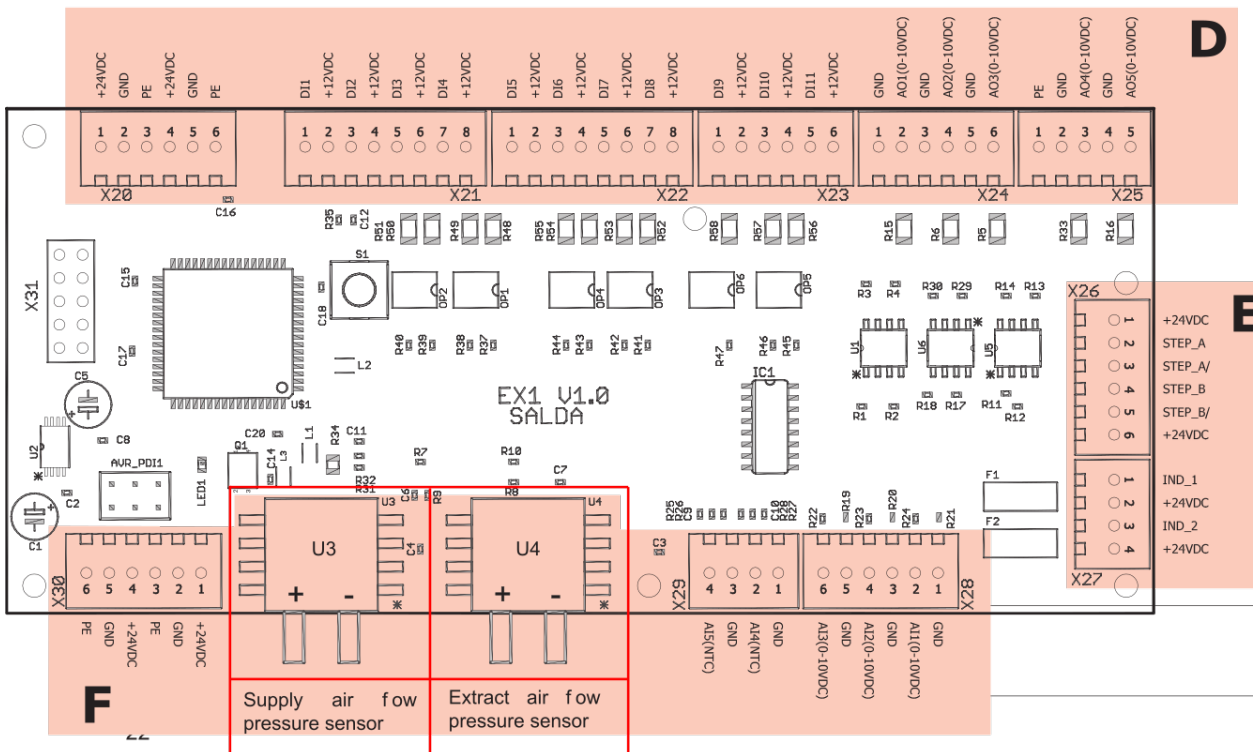 D
+24VDC GND PE +24VDC GND PE
DI1 +12VDC DI2 +12VDC DI3 +12VDC DI4 +12VDC
DI5 +12VDC DI6 +12VDC DI7 +12VDC DI8 +12VDC
DI9 +12VDC DI10 +12VDC DI11 +12VDC
GND AO1(0-10VDC) GND AO2(0-10VDC) GND AO3(0-10VDC)
PE GND AO4(0-10VDC) GND AO5(0-10VDC)
1 2 3 4 5 6
1 2 3 4 5 6 7 8
1 2 3 4 5 6 7 8
1 2 3 4 5 6
1 2 3 4 5 6
1 2 3 4 5
X20 X21 X22 X23 X24 X25
C16 R35 C12 R51 R50 R49 R48 R55 R54 R53 R52 R58 R57 R56 R15 R6 R5 R33 R16
X31 C15 S1 C18 OP2 OP1 OP4 OP3 OP6 OP5 R3 R4 R30 R29 R14 R13
C17 R40 R39 R38 R37 R44 R43 R42 R41 R47 R46 R45 U1 U6 U5
L2 IC1
C5 U$1
EX1 V1.0
SALDA
R1 R2 R18 R17 R11 R12
U2 C8 C20 Q1 C14 L1 L3 R34 C11 R7 R10
AVR_PDI1 LED1 R32 R31 C6 R9 R8 C7
C2 C1
X26
1 +24VDC
2 STEP_A
3 STEP_A/
4 STEP_B
5 STEP_B/
6 +24VDC
1 IND_1
2 +24VDC
3 IND_2
4 +24VDC
X27
F1
F2
U3 U4
U3 U4
+ - + -
C4 C3
R25 R26 C9 C10 R28 R27 R22 R19 R23 R20 R24 R21
X30 6 5 4 3 2 1
X29 4 3 2 1
6 5 4 3 2 1 X28
PE GND +24VDC PE GND +24VDC
AI5(NTC) GND AI4(NTC) GND
AI3(0-10VDC) GND AI2(0-10VDC) GND AI1(0-10VDC) GND
F
Supply air flow
pressure sensor
Extract air flow
pressure sensor